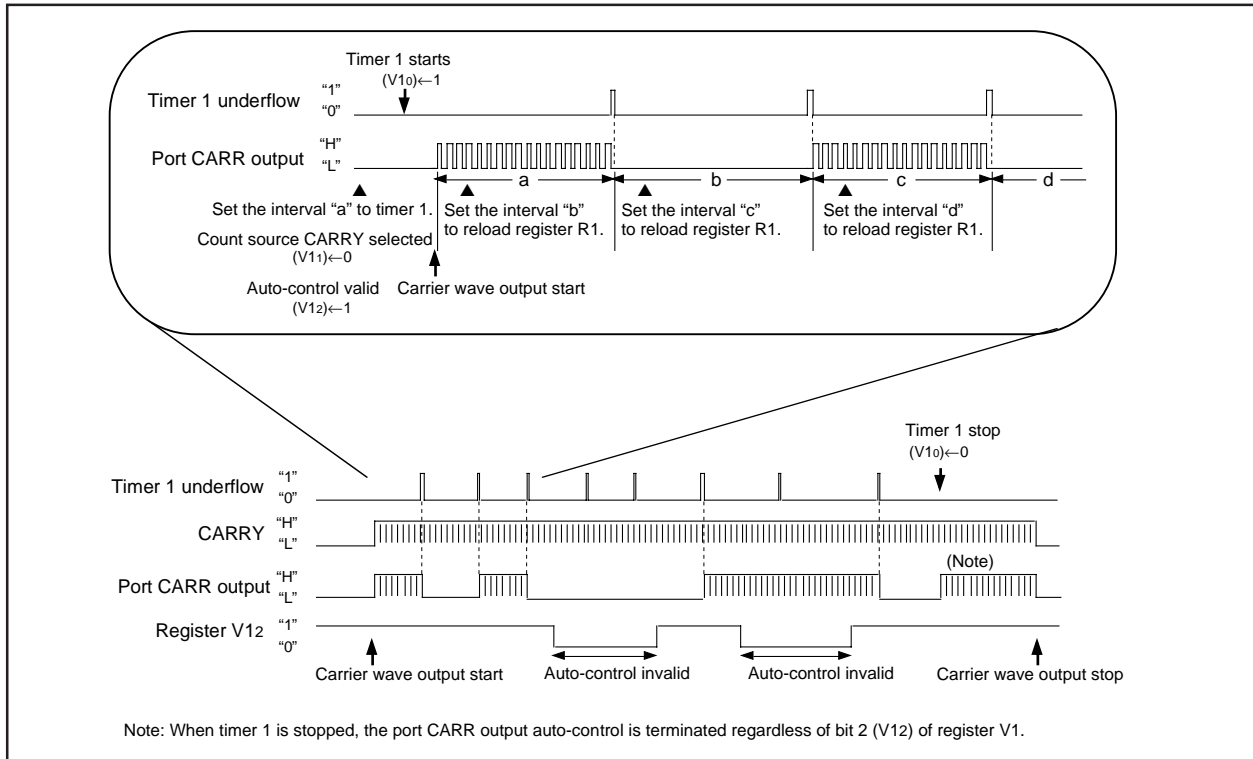 Timer 1 starts
(V10)←1
Timer 1 underflow
“1”
“0”
Port CARR output
“H”
“L”
a
b
c
d
Set the interval “a” to timer 1.
Set the interval “b”
to reload register R1.
Set the interval “c”
to reload register R1.
Set the interval “d”
to reload register R1.
Count source CARRY selected
(V11)←0
Auto-control valid
(V12)←1
Carrier wave output start
Timer 1 stop
(V10)←0
Timer 1 underflow
“1”
“0”
CARRY
“H”
“L”
(Note)
Port CARR output
“H”
“L”
Register V12
“1”
“0”
Carrier wave output start
Auto-control invalid
Auto-control invalid
Carrier wave output stop
Note: When timer 1 is stopped, the port CARR output auto-control is terminated regardless of bit 2 (V12) of register V1.